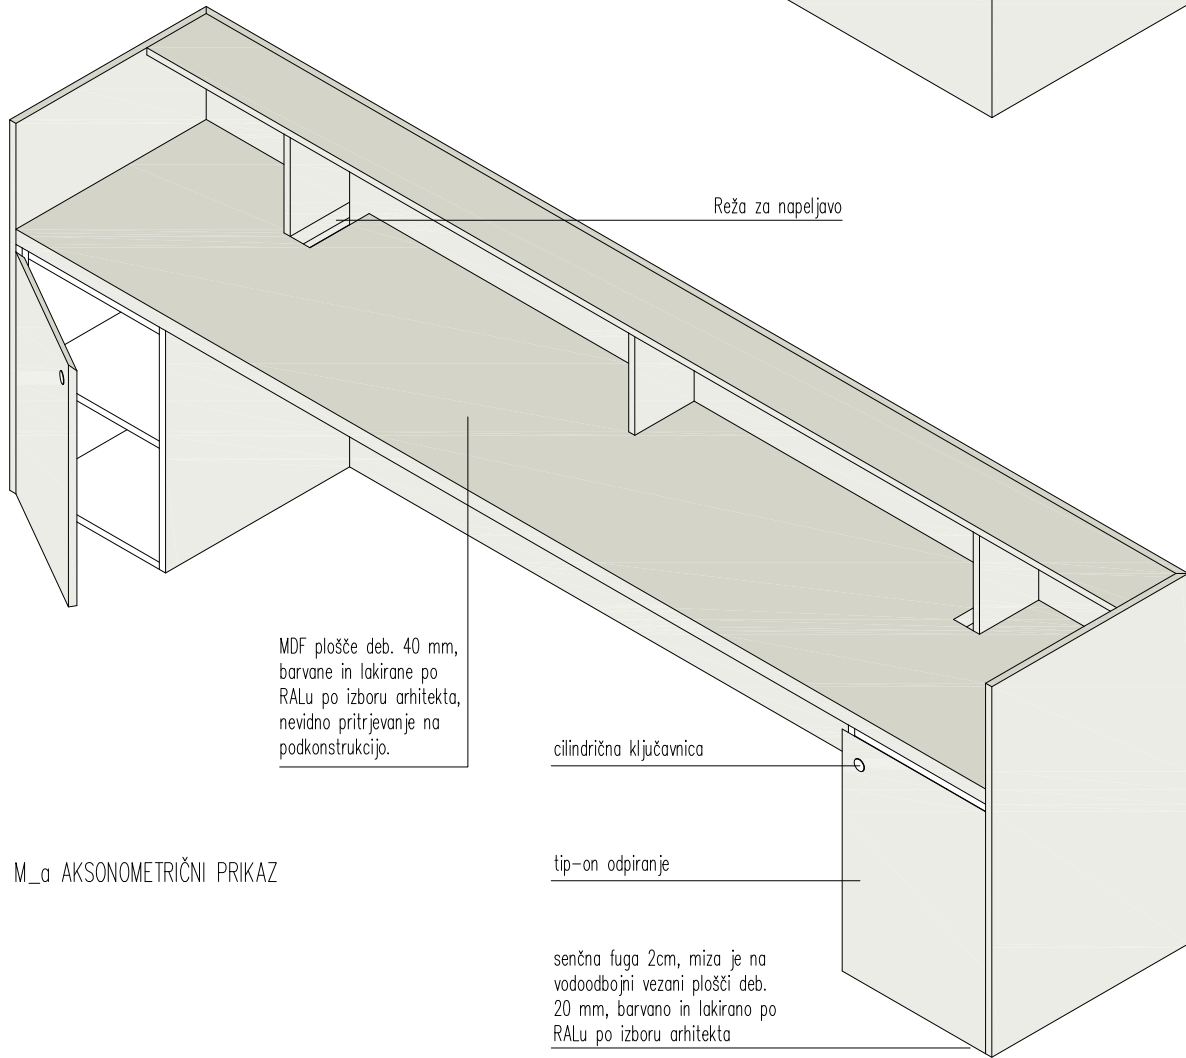 Reža za napeljavo
MDF plošče deb. 40 mm,
barvane in lakirane po
RALu po izboru arhitekta,
nevidno pritrjevanje na
podkonstrukcijo.
cilindrična ključavnica
M_a AKSONOMETRIČNI PRIKAZ
tip-on odpiranje
senčna fuga 2cm, miza je na
vodoodbojni vezani plošči deb.
20 mm, barvano in lakirano po
RALu po izboru arhitekta